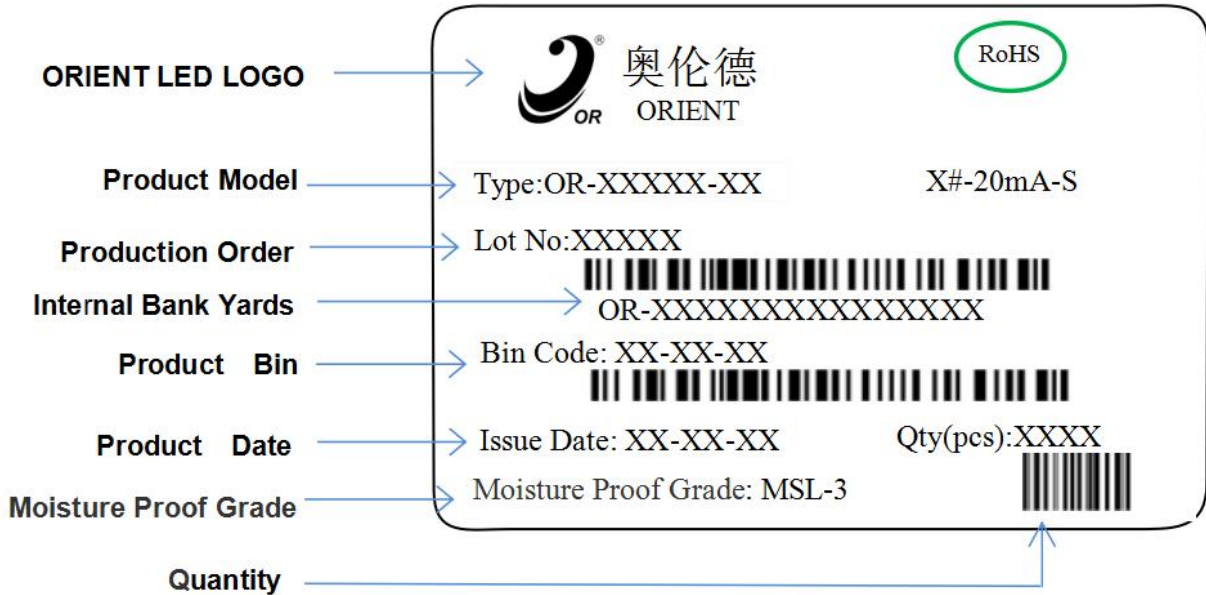 ORIENT LED LOGO
®
奥伦德
OR
ORIENT
RoHS
Product Model
Type:OR-XXXXX-XX
X#-20mA-S
Production Order
Lot No:XXXXX
Internal Bank Yards
OR-XXXXXXXXXXXXXXX
Product Bin
Bin Code: XX-XX-XX
Product Date
Issue Date: XX-XX-XX
Qty(pcs):XXXX
Moisture Proof Grade
Moisture Proof Grade: MSL-3
Quantity